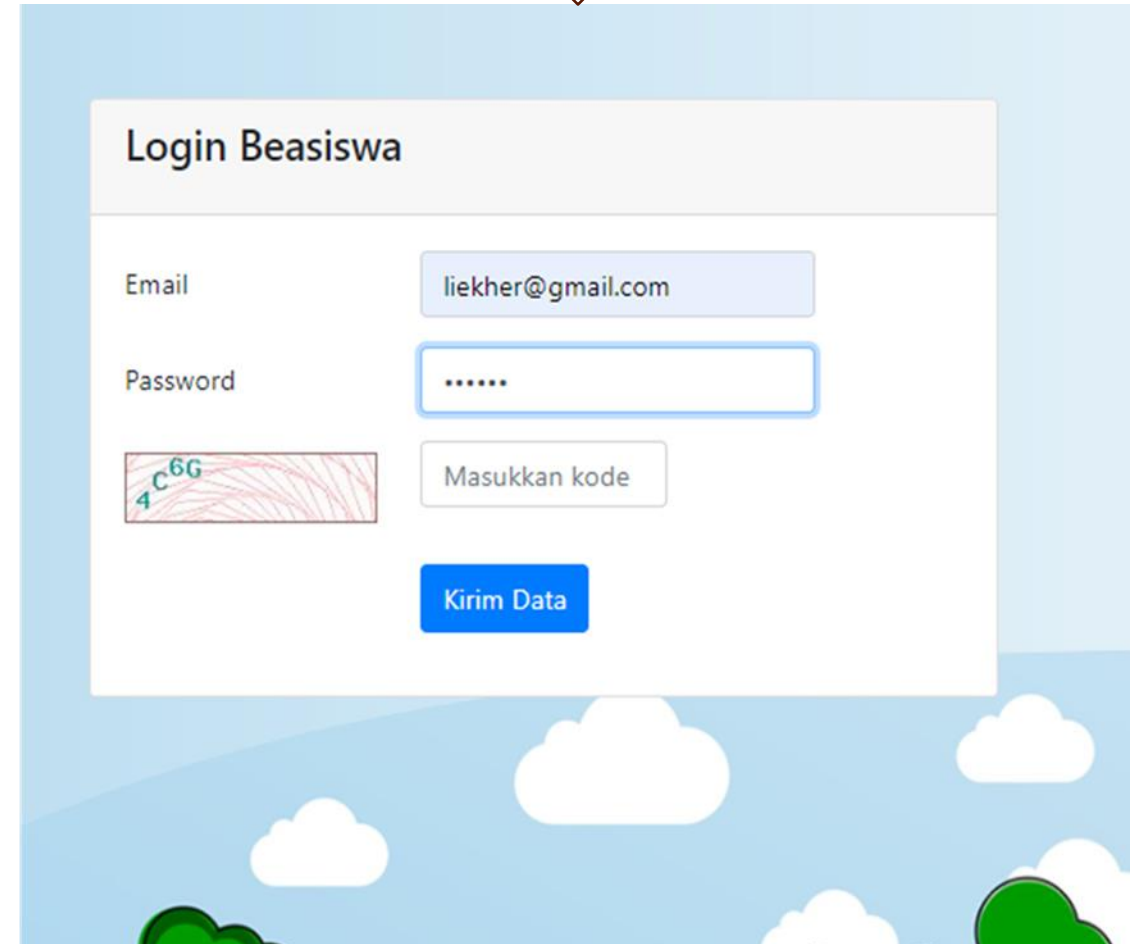 Login Beasiswa
Email
liekher@gmail.com
Password
••••••
4C6G
Masukkan kode
Kirim Data